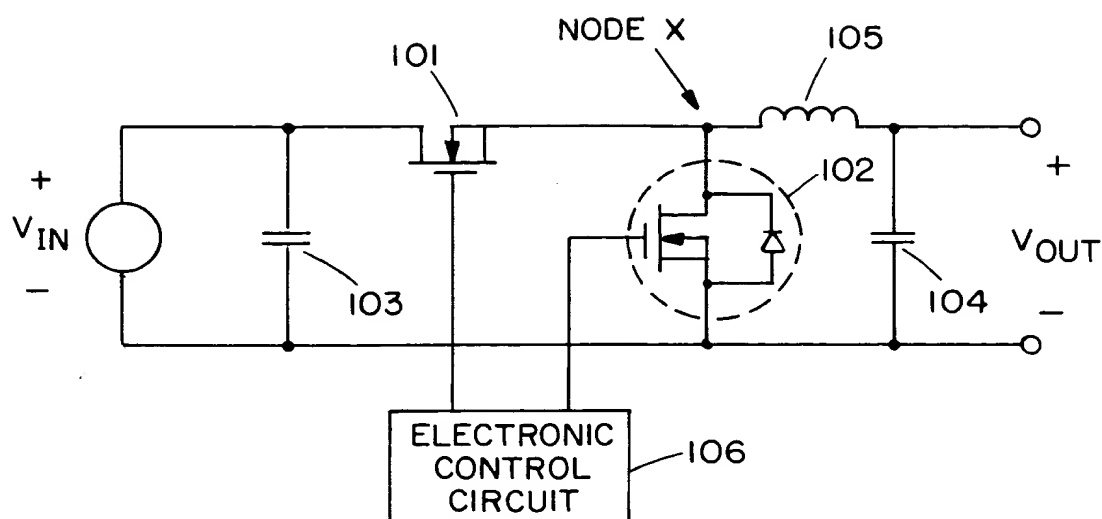 NODE X
105
101
102
+
V_IN
−
103
+
V_OUT
−
104
ELECTRONIC
CONTROL
CIRCUIT
106